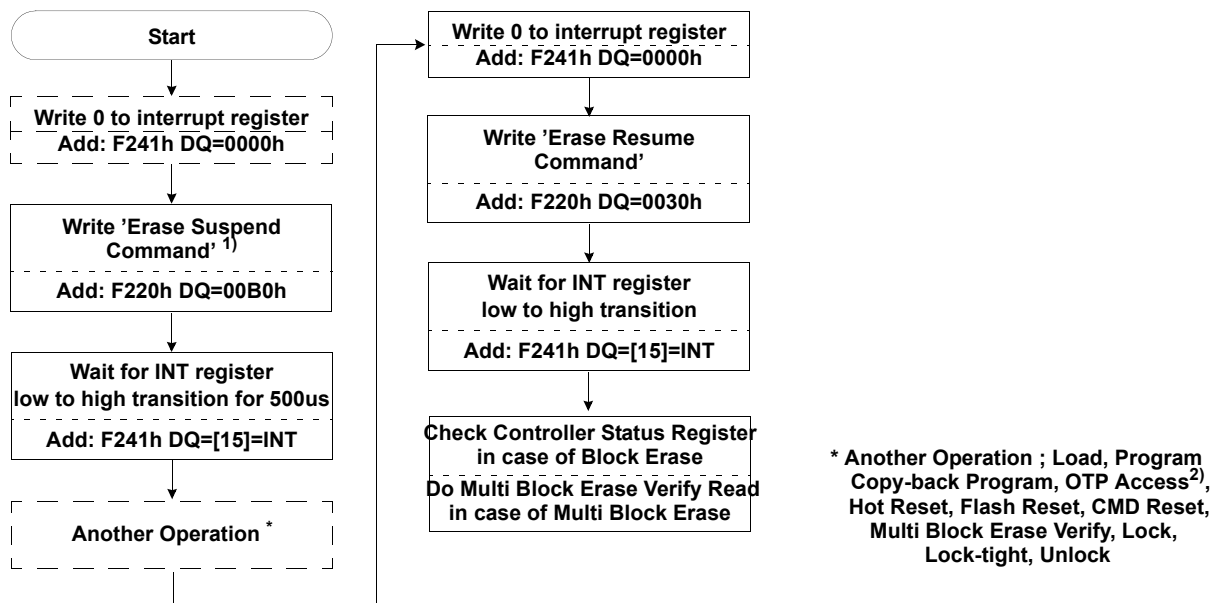 Start
Write 0 to interrupt register
Add: F241h DQ=0000h
Write ’Erase Suspend
Command’ 1)
Add: F220h DQ=00B0h
Wait for INT register
low to high transition for 500us
Add: F241h DQ=[15]=INT
Another Operation *
Write 0 to interrupt register
Add: F241h DQ=0000h
Write ’Erase Resume
Command’
Add: F220h DQ=0030h
Wait for INT register
low to high transition
Add: F241h DQ=[15]=INT
Check Controller Status Register
in case of Block Erase
Do Multi Block Erase Verify Read
in case of Multi Block Erase
* Another Operation ; Load, Program
Copy-back Program, OTP Access2),
Hot Reset, Flash Reset, CMD Reset,
Multi Block Erase Verify, Lock,
Lock-tight, Unlock